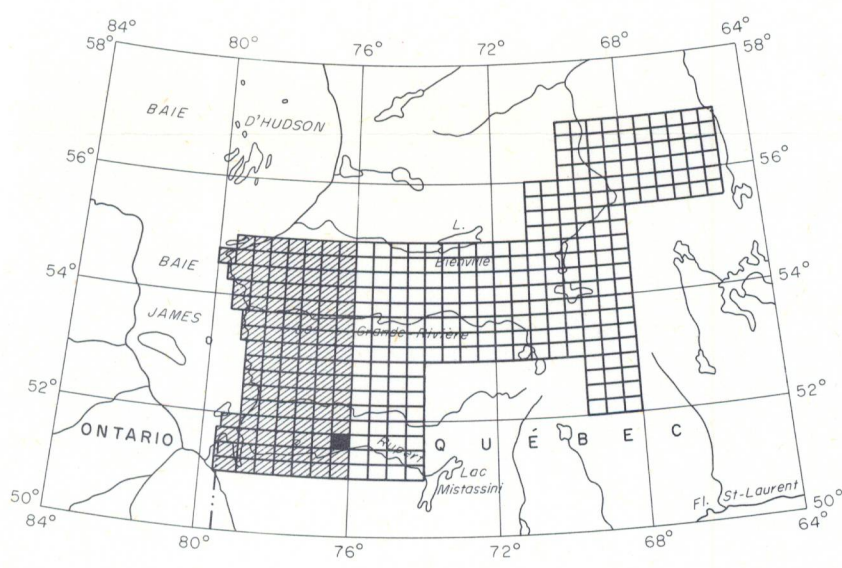 84°
58°
80°
76°
72°
68°
64°
58°
BAIE
D'HUDSON
56°
56°
L.
Bienville
BAIE
54°
54°
JAMES
Grande-Rivière
52°
52°
ONTARIO
QUÉBEC
Rupert
Lac
Mistassini
Fl. St-Laurent
50°
50°
84°
80°
76°
72°
68°
64°